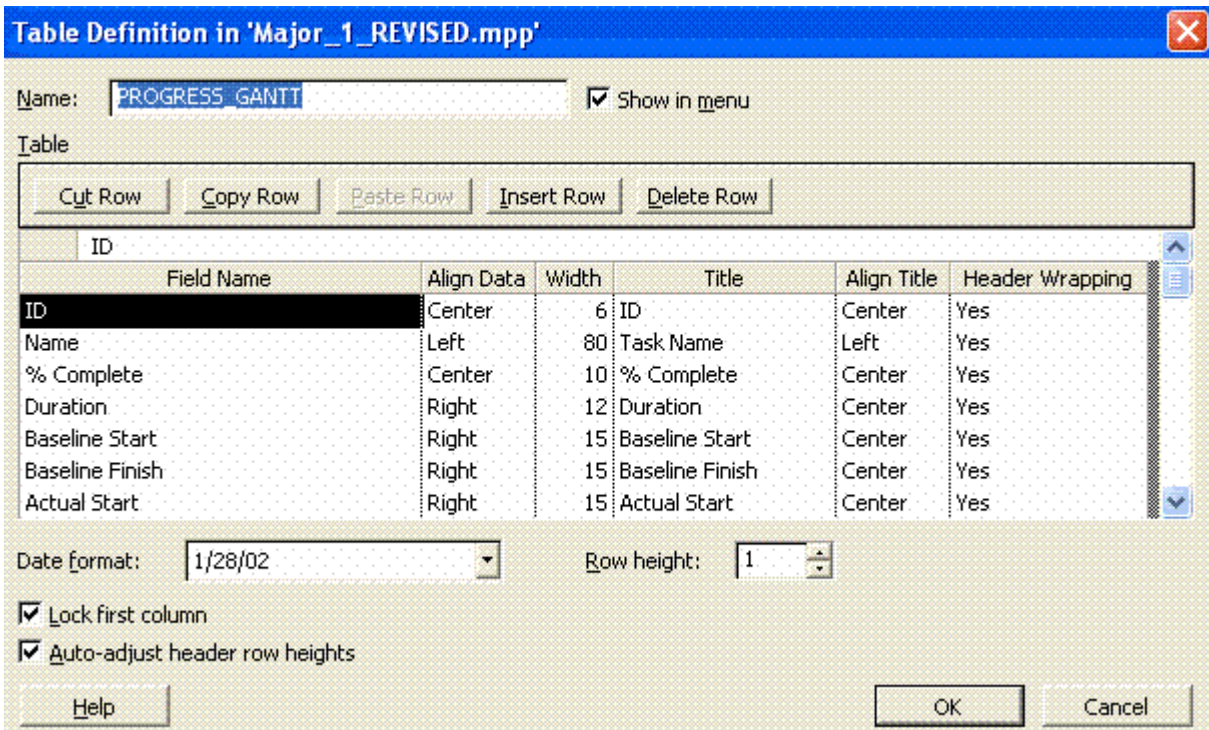 Table Definition in 'Major_1_REVISED.mpp'
Name: PROGRESS_GANTT Show in menu
Table
Cut Row Copy Row Paste Row Insert Row Delete Row
ID
Field Name Align Data Width Title Align Title Header Wrapping
ID Center 6 ID Center Yes
Name Left 80 Task Name Left Yes
% Complete Center 10 % Complete Center Yes
Duration Right 12 Duration Center Yes
Baseline Start Right 15 Baseline Start Center Yes
Baseline Finish Right 15 Baseline Finish Center Yes
Actual Start Right 15 Actual Start Center Yes
Date format: 1/28/02 Row height: 1
Lock first column
Auto-adjust header row heights
Help OK Cancel